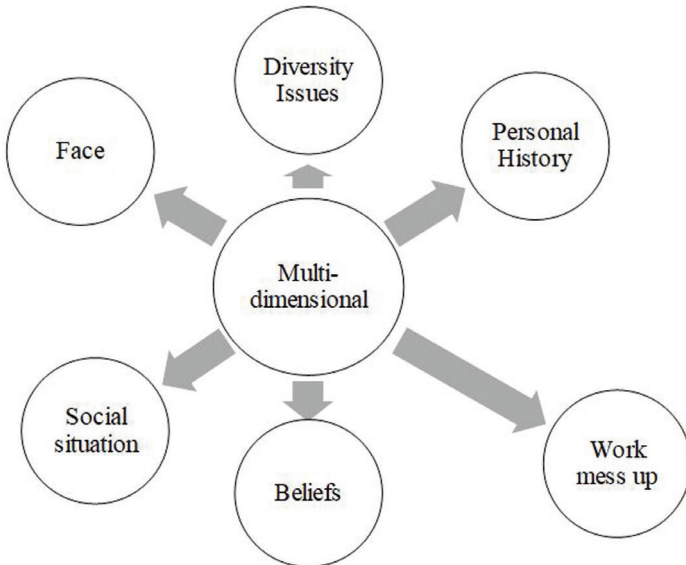 Diversity
Issues
Face
Personal
History
Multi-
dimensional
Social
situation
Beliefs
Work
mess up